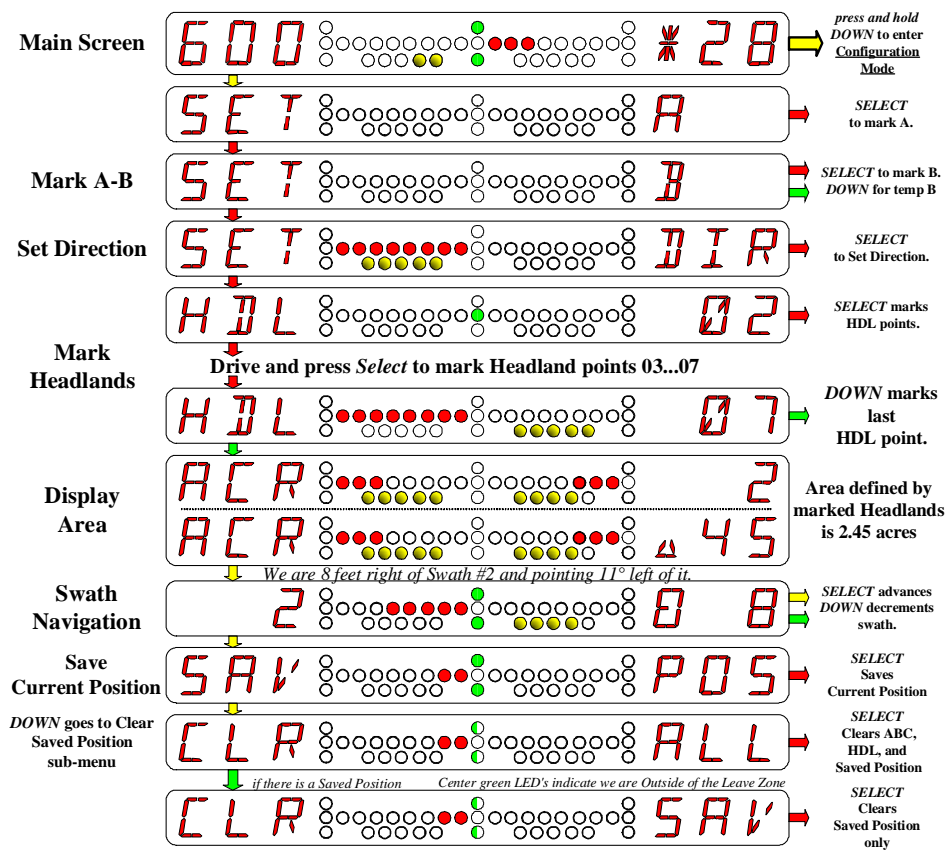 Main Screen
600
* 28
press and hold
DOWN to enter
Configuration
Mode
SET
A
SELECT
to mark A.
Mark A-B
SET
B
SELECT to mark B.
DOWN for temp B
Set Direction
SET
DIR
SELECT
to Set Direction.
Mark
Headlands
HDL
02
SELECT marks
HDL points.
Drive and press Select to mark Headland points 03...07
HDL
07
DOWN marks
last
HDL point.
Display
Area
ACR
2
ACR
.45
Area defined by
marked Headlands
is 2.45 acres
We are 8 feet right of Swath #2 and pointing 11° left of it.
Swath
Navigation
2
8
SELECT advances
DOWN decrements
swath.
Save
Current Position
SAV
POS
SELECT
Saves
Current Position
DOWN goes to Clear
Saved Position
sub-menu
CLR
ALL
SELECT
Clears ABC,
HDL, and
Saved Position
if there is a Saved Position
Center green LED's indicate we are Outside of the Leave Zone
CLR
SAV
SELECT
Clears
Saved Position
only